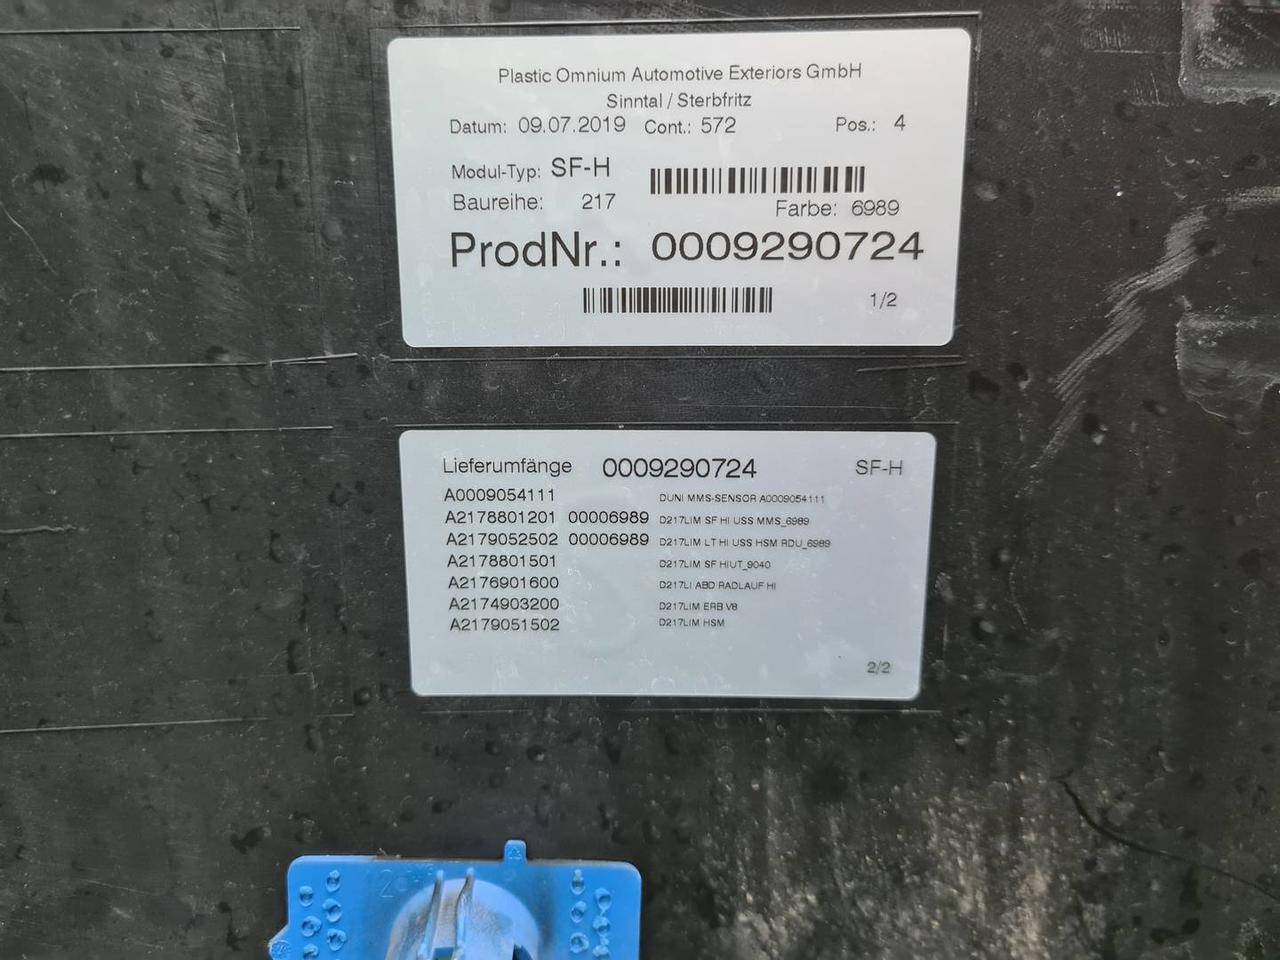 Plastic Omnium Automotive Exteriors GmbH
Sinntal / Sterbfritz
Datum: 09.07.2019 Cont.: 572 Pos.: 4
Modul-Typ: SF-H
Baureihe: 217 Farbe: 6989
ProdNr.: 0009290724
1/2
Lieferumfänge 0009290724 SF-H
A0009054111 DUNI MMS-SENSOR A0009054111
A2178801201 00006989 D217LIM SF HI USS MMS_6989
A2179052502 00006989 D217LIM LT HI USS HSM RDU_6989
A2178801501 D217LIM SF HIUT_9040
A2176901600 D217LI ABD RADLAUF HI
A2174903200 D217LIM ERB V8
A2179051502 D217LIM HSM
2/2